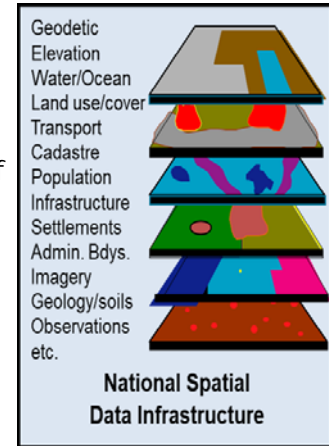 Geodetic
Elevation
Water/Ocean
Land use/cover
Transport
Cadastre
f
Population
Infrastructure
Settlements
Admin. Bdys.
Imagery
Geology/soils
Observations
etc.
National Spatial
Data Infrastructure